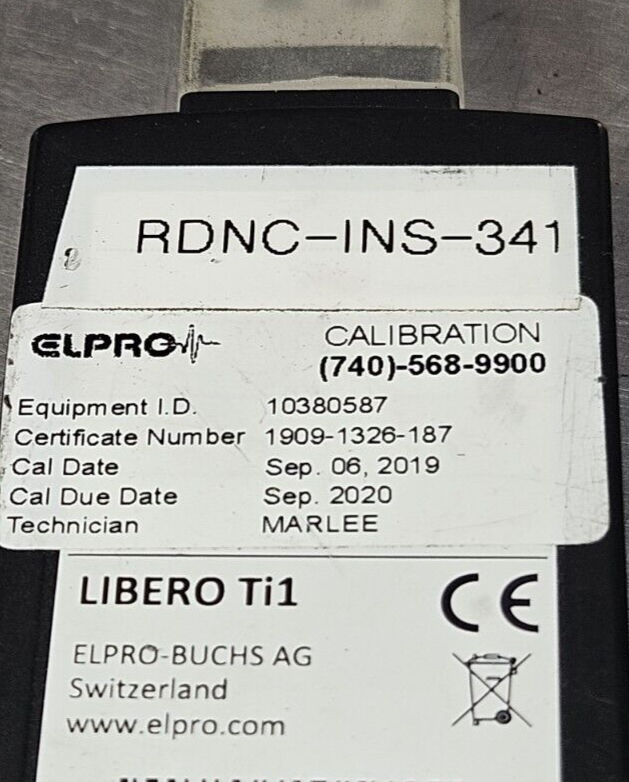 RDNC-INS-341
ELPRO
CALIBRATION
(740)-568-9900
Equipment I.D. 10380587
Certificate Number 1909-1326-187
Cal Date Sep. 06, 2019
Cal Due Date Sep. 2020
Technician MARLEE
LIBERO Ti1
CE
ELPRO-BUCHS AG
Switzerland
www.elpro.com